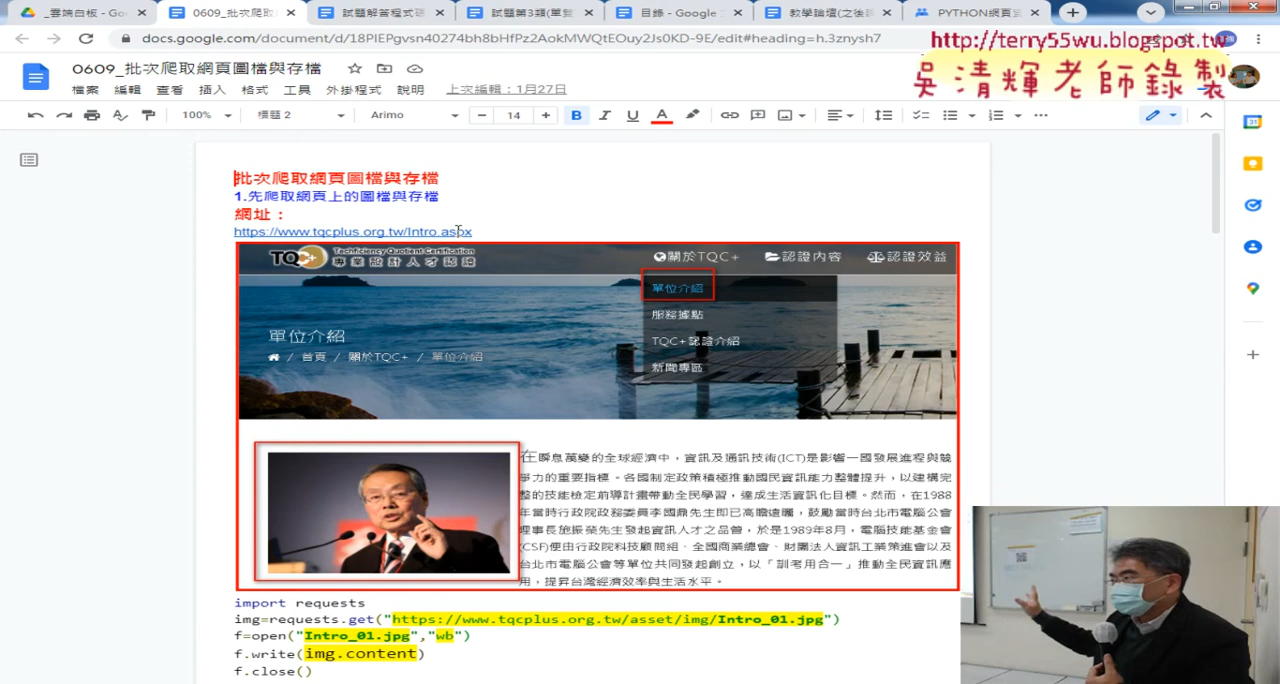 _雲端白板 - Go
0609_批次爬取
試題解答程式碼
試題第3類(單
目錄 - Google
教學論壇(之後
PYTHON網頁
docs.google.com/document/d/18PIEPgvsn40274bh8bHfPz2AokMWQtEOuy2Js0KD-9E/edit#heading=h.3znysh7
http://terry55wu.blogspot.tw
吳清輝老師錄製
0609_批次爬取網頁圖檔與存檔
檔案 編輯 查看 插入 格式 工具 外掛程式 說明 上次編輯：1月27日
100% 標題 2 Arimo 14 B I U A
批次爬取網頁圖檔與存檔
1.先爬取網頁上的圖檔與存檔
網址：
https://www.tqcplus.org.tw/Intro.aspx
TQC+ Techficiency Quotient Certification
專業設計人才認證
關於TQC+ 認證內容 認證效益
單位介紹
服務據點
TQC+認證介紹
新聞專區
單位介紹
/ 首頁 / 關於TQC+ / 單位介紹
在瞬息萬變的全球經濟中，資訊及通訊技術(ICT)是影響一國發展進程與競
爭力的重要指標。各國制定政策積極推動國民資訊能力整體提升，以建構完
整的技能檢定前導計畫帶動全民學習，達成生活資訊化目標。然而，在1988
年當時行政院政務委員李國鼎先生即已高瞻遠矚，鼓勵當時台北市電腦公會
理事長施振榮先生發起資訊人才之品管，於是1989年8月，電腦技能基金會
(CSF)便由行政院科技顧問組、全國商業總會、財團法人資訊工業策進會以及
台北市電腦公會等單位共同發起創立，以「訓考用合一」推動全民資訊應
用，提昇台灣經濟效率與生活水平。
import requests
img=requests.get("https://www.tqcplus.org.tw/asset/img/Intro_01.jpg")
f=open("Intro_01.jpg","wb")
f.write(img.content)
f.close()